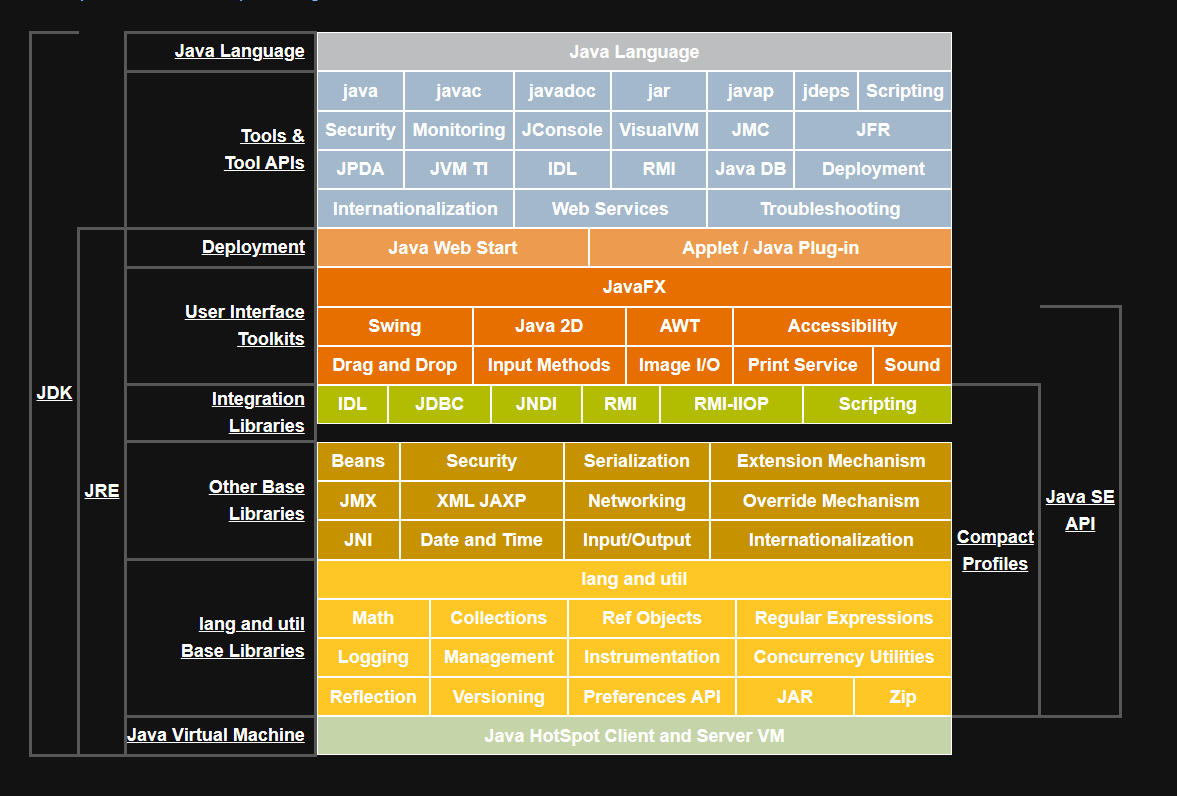 Java Language
Java Language
Tools &
Tool APIs
java javac javadoc jar javap jdeps Scripting
Security Monitoring JConsole VisualVM JMC JFR
JPDA JVM TI IDL RMI Java DB Deployment
Internationalization Web Services Troubleshooting
Deployment
Java Web Start Applet / Java Plug-in
User Interface
Toolkits
JavaFX
Swing Java 2D AWT Accessibility
Drag and Drop Input Methods Image I/O Print Service Sound
Integration
Libraries
IDL JDBC JNDI RMI RMI-IIOP Scripting
Other Base
Libraries
Beans Security Serialization Extension Mechanism
JMX XML JAXP Networking Override Mechanism
JNI Date and Time Input/Output Internationalization
lang and util
Base Libraries
lang and util
Math Collections Ref Objects Regular Expressions
Logging Management Instrumentation Concurrency Utilities
Reflection Versioning Preferences API JAR Zip
Java Virtual Machine
Java HotSpot Client and Server VM
JDK
JRE
Compact
Profiles
Java SE
API